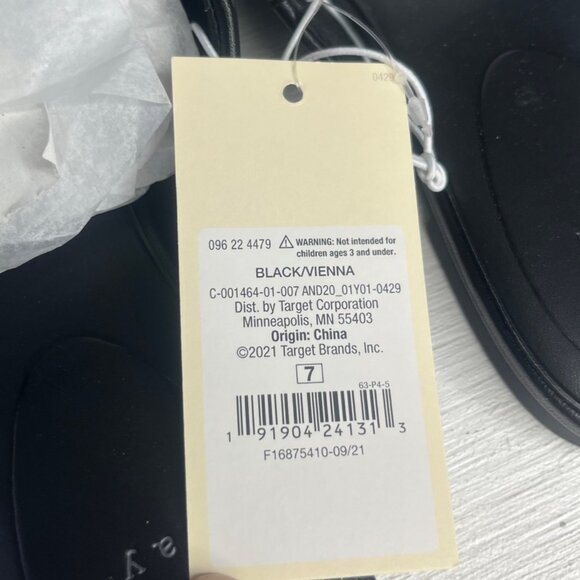 0429
096 22 4479 ⚠ WARNING: Not intended for
children ages 3 and under.
BLACK/VIENNA
C-001464-01-007 AND20_01Y01-0429
Dist. by Target Corporation
Minneapolis, MN 55403
Origin: China
©2021 Target Brands, Inc.
7
63-P4-5
1 91904 24131 3
F16875410-09/21
a.y